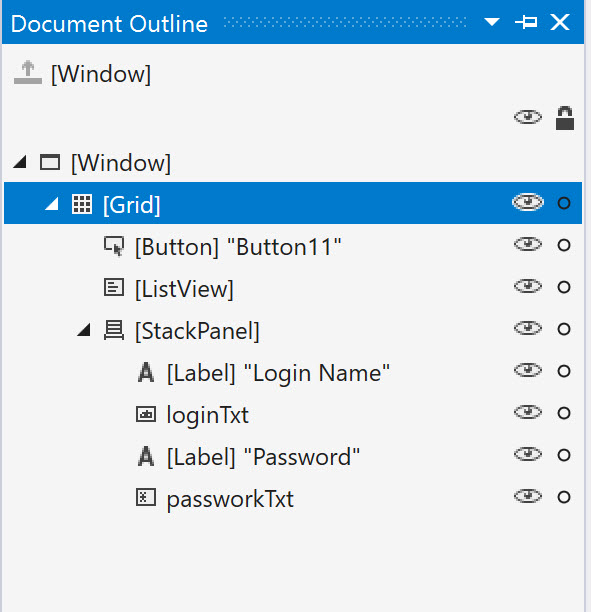 Document Outline
[Window]
[Window]
[Grid]
[Button] "Button11"
[ListView]
[StackPanel]
[Label] "Login Name"
loginTxt
[Label] "Password"
passworkTxt